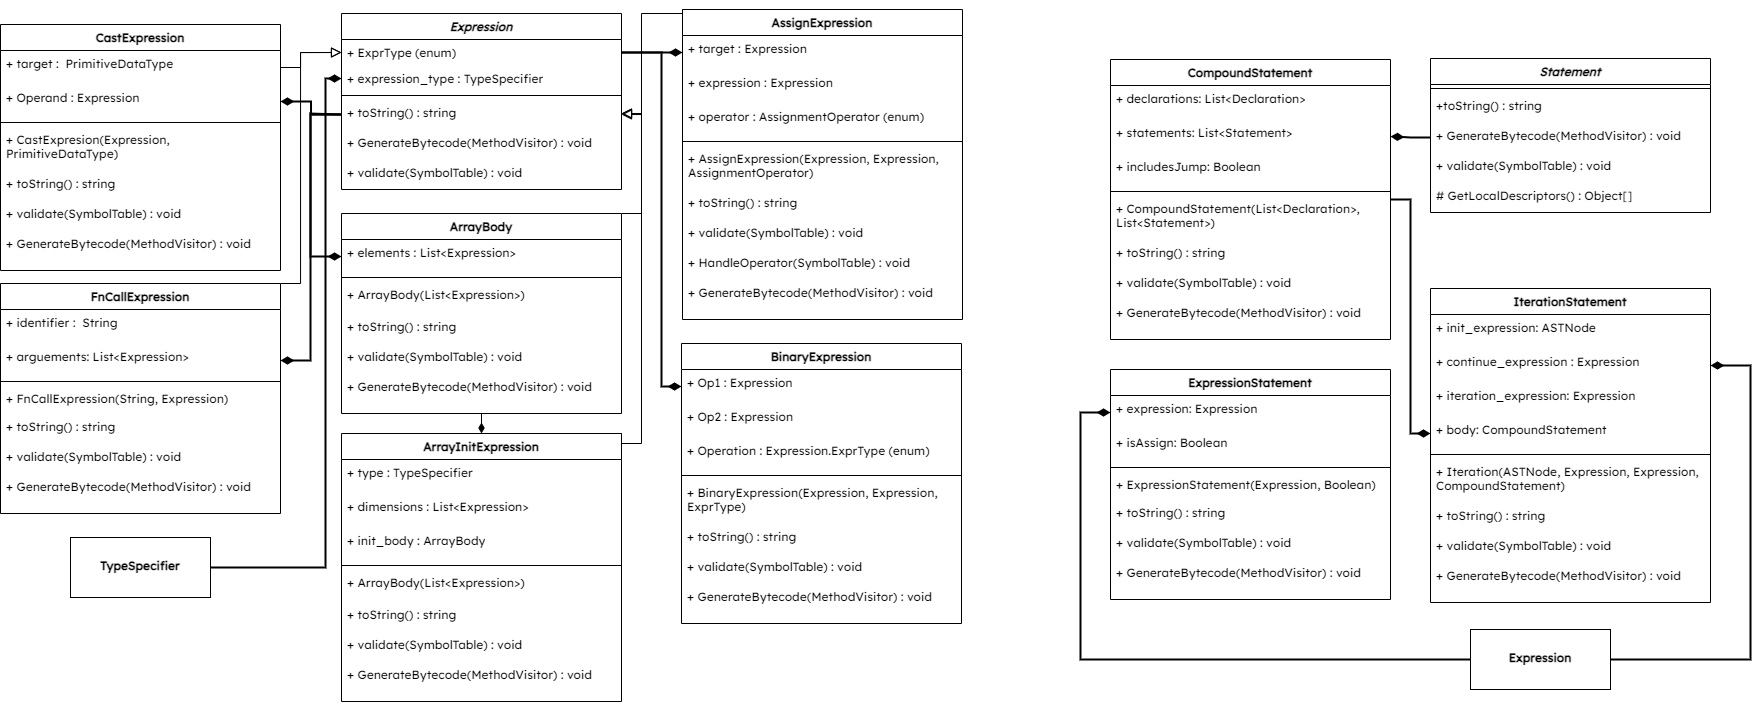 CastExpression
+ target :  PrimitiveDataType
+ Operand : Expression
+ CastExpresion(Expression,
PrimitiveDataType)
+ toString() : string
+ validate(SymbolTable) : void
+ GenerateBytecode(MethodVisitor) : void
FnCallExpression
+ identifier :  String
+ arguements: List<Expression>
+ FnCallExpression(String, Expression)
+ toString() : string
+ validate(SymbolTable) : void
+ GenerateBytecode(MethodVisitor) : void
TypeSpecifier
Expression
+ ExprType (enum)
+ expression_type : TypeSpecifier
+ toString() : string
+ GenerateBytecode(MethodVisitor) : void
+ validate(SymbolTable) : void
ArrayBody
+ elements : List<Expression>
+ ArrayBody(List<Expression>)
+ toString() : string
+ validate(SymbolTable) : void
+ GenerateBytecode(MethodVisitor) : void
ArrayInitExpression
+ type : TypeSpecifier
+ dimensions : List<Expression>
+ init_body : ArrayBody
+ ArrayBody(List<Expression>)
+ toString() : string
+ validate(SymbolTable) : void
+ GenerateBytecode(MethodVisitor) : void
AssignExpression
+ target : Expression
+ expression : Expression
+ operator : AssignmentOperator (enum)
+ AssignExpression(Expression, Expression,
AssignmentOperator)
+ toString() : string
+ validate(SymbolTable) : void
+ HandleOperator(SymbolTable) : void
+ GenerateBytecode(MethodVisitor) : void
BinaryExpression
+ Op1 : Expression
+ Op2 : Expression
+ Operation : Expression.ExprType (enum)
+ BinaryExpression(Expression, Expression,
ExprType)
+ toString() : string
+ validate(SymbolTable) : void
+ GenerateBytecode(MethodVisitor) : void
CompoundStatement
+ declarations: List<Declaration>
+ statements: List<Statement>
+ includesJump: Boolean
+ CompoundStatement(List<Declaration>,
List<Statement>)
+ toString() : string
+ validate(SymbolTable) : void
+ GenerateBytecode(MethodVisitor) : void
ExpressionStatement
+ expression: Expression
+ isAssign: Boolean
+ ExpressionStatement(Expression, Boolean)
+ toString() : string
+ validate(SymbolTable) : void
+ GenerateBytecode(MethodVisitor) : void
Statement
+toString() : string
+ GenerateBytecode(MethodVisitor) : void
+ validate(SymbolTable) : void
# GetLocalDescriptors() : Object[]
IterationStatement
+ init_expression: ASTNode
+ continue_expression : Expression
+ iteration_expression: Expression
+ body: CompoundStatement
+ Iteration(ASTNode, Expression, Expression,
CompoundStatement)
+ toString() : string
+ validate(SymbolTable) : void
+ GenerateBytecode(MethodVisitor) : void
Expression